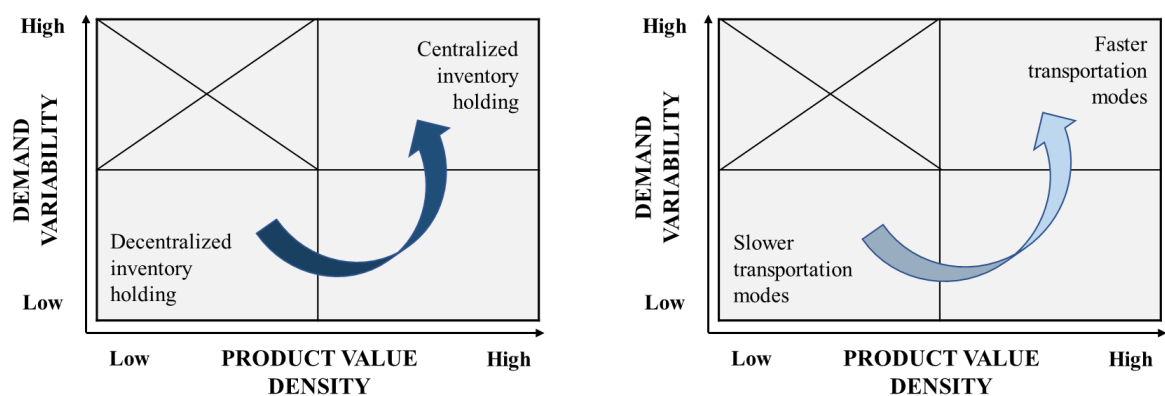 High
Centralized
inventory
holding
DEMAND
VARIABILITY
Decentralized
inventory
holding
Low
Low
PRODUCT VALUE
DENSITY
High
High
Faster
transportation
modes
DEMAND
VARIABILITY
Slower
transportation
modes
Low
Low
PRODUCT VALUE
DENSITY
High